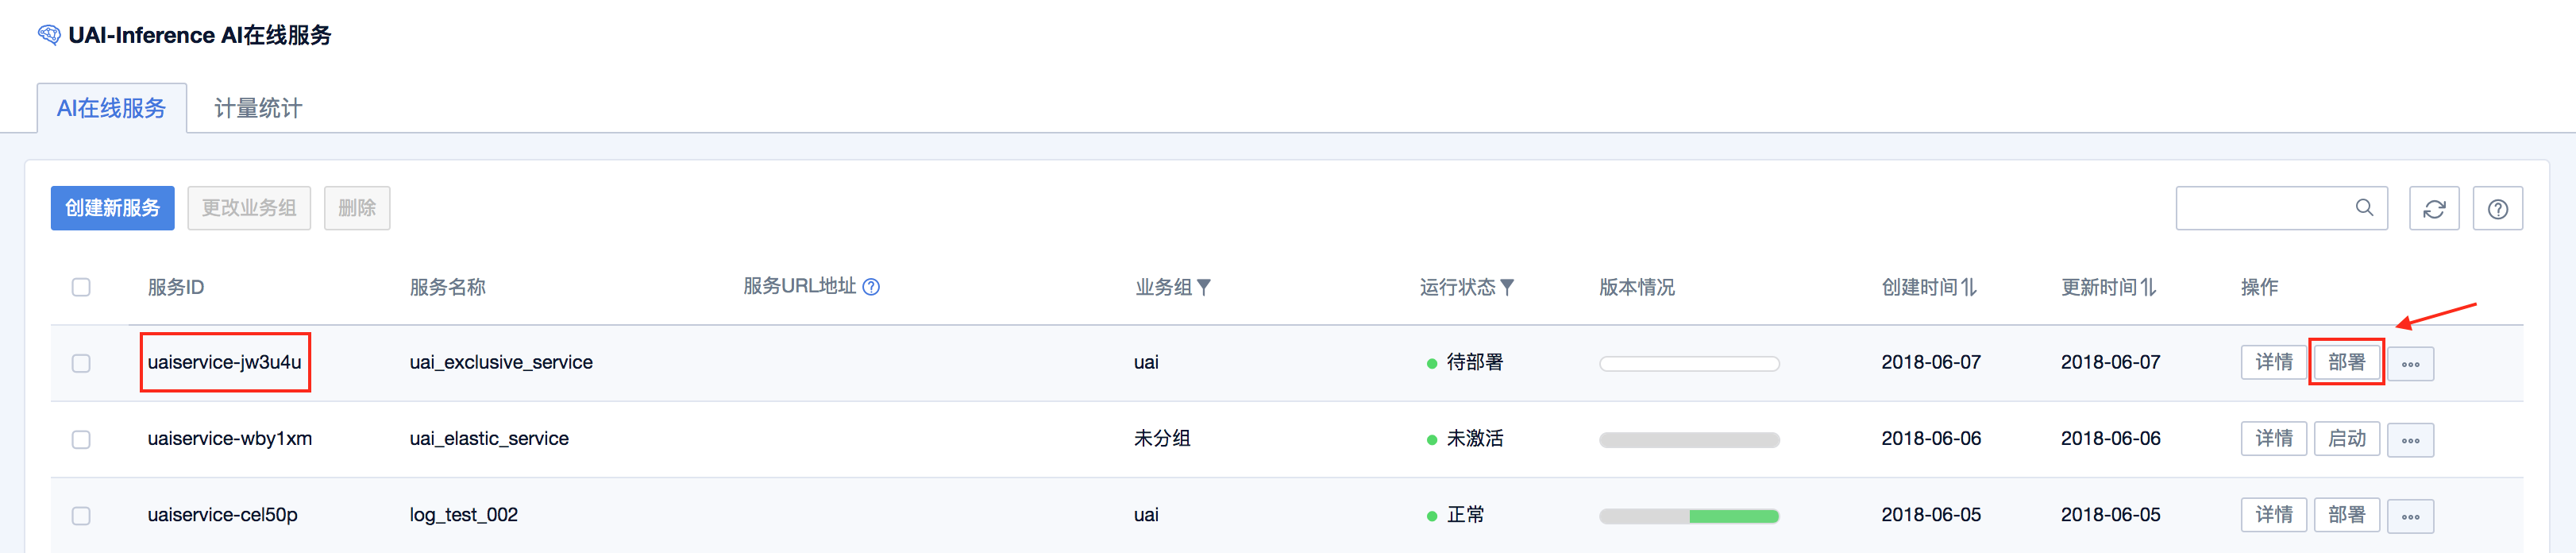 UAI-Inference AI在线服务
AI在线服务 计量统计
创建新服务 更改业务组 删除
服务ID 服务名称 服务URL地址 业务组 运行状态 版本情况 创建时间 更新时间 操作
uaiservice-jw3u4u uai_exclusive_service uai 待部署 2018-06-07 2018-06-07 详情 部署
uaiservice-wby1xm uai_elastic_service 未分组 未激活 2018-06-06 2018-06-06 详情 启动
uaiservice-cel50p log_test_002 uai 正常 2018-06-05 2018-06-05 详情 部署